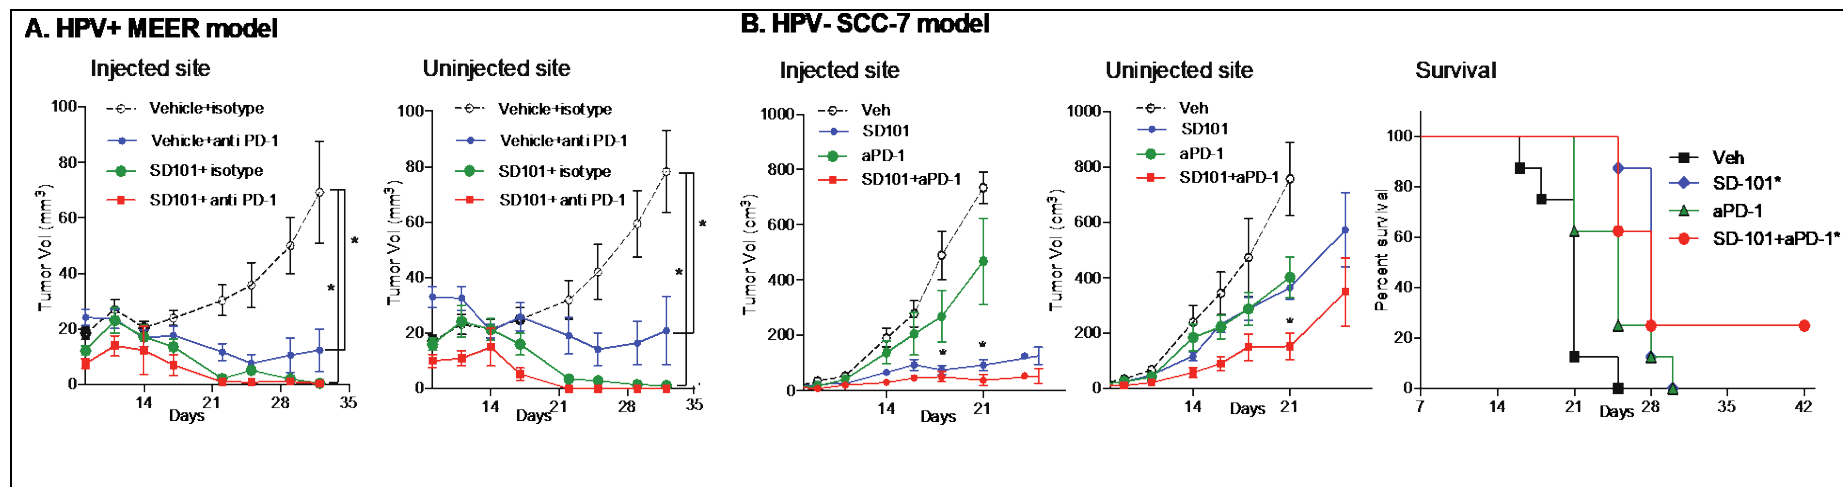 A. HPV+ MEER model
Injected site
100
80
60
40
20
0
Tumor Vol (mm³)
Vehicle+isotype
Vehicle+anti PD-1
SD101+isotype
SD101+ anti PD-1
*
*
14
21
28
35
Days
Uninjected site
100
80
60
40
20
0
Tumor Vol (mm³)
Vehicle+isotype
Vehicle+anti PD-1
SD101+isotype
SD101+ anti PD-1
*
*
14
21
28
35
Days
B. HPV- SCC-7 model
Injected site
1000
800
600
400
200
0
Tumor Vol (cm³)
Veh
SD101
aPD-1
SD101+aPD-1
*
*
14
21
Days
Uninjected site
1000
800
600
400
200
0
Tumor Vol (cm³)
Veh
SD101
aPD-1
SD101+aPD-1
*
14
21
Days
Survival
100
80
60
40
20
0
Percent survival
Veh
SD-101*
aPD-1
SD-101+aPD-1*
7
14
21
28
35
42
Days